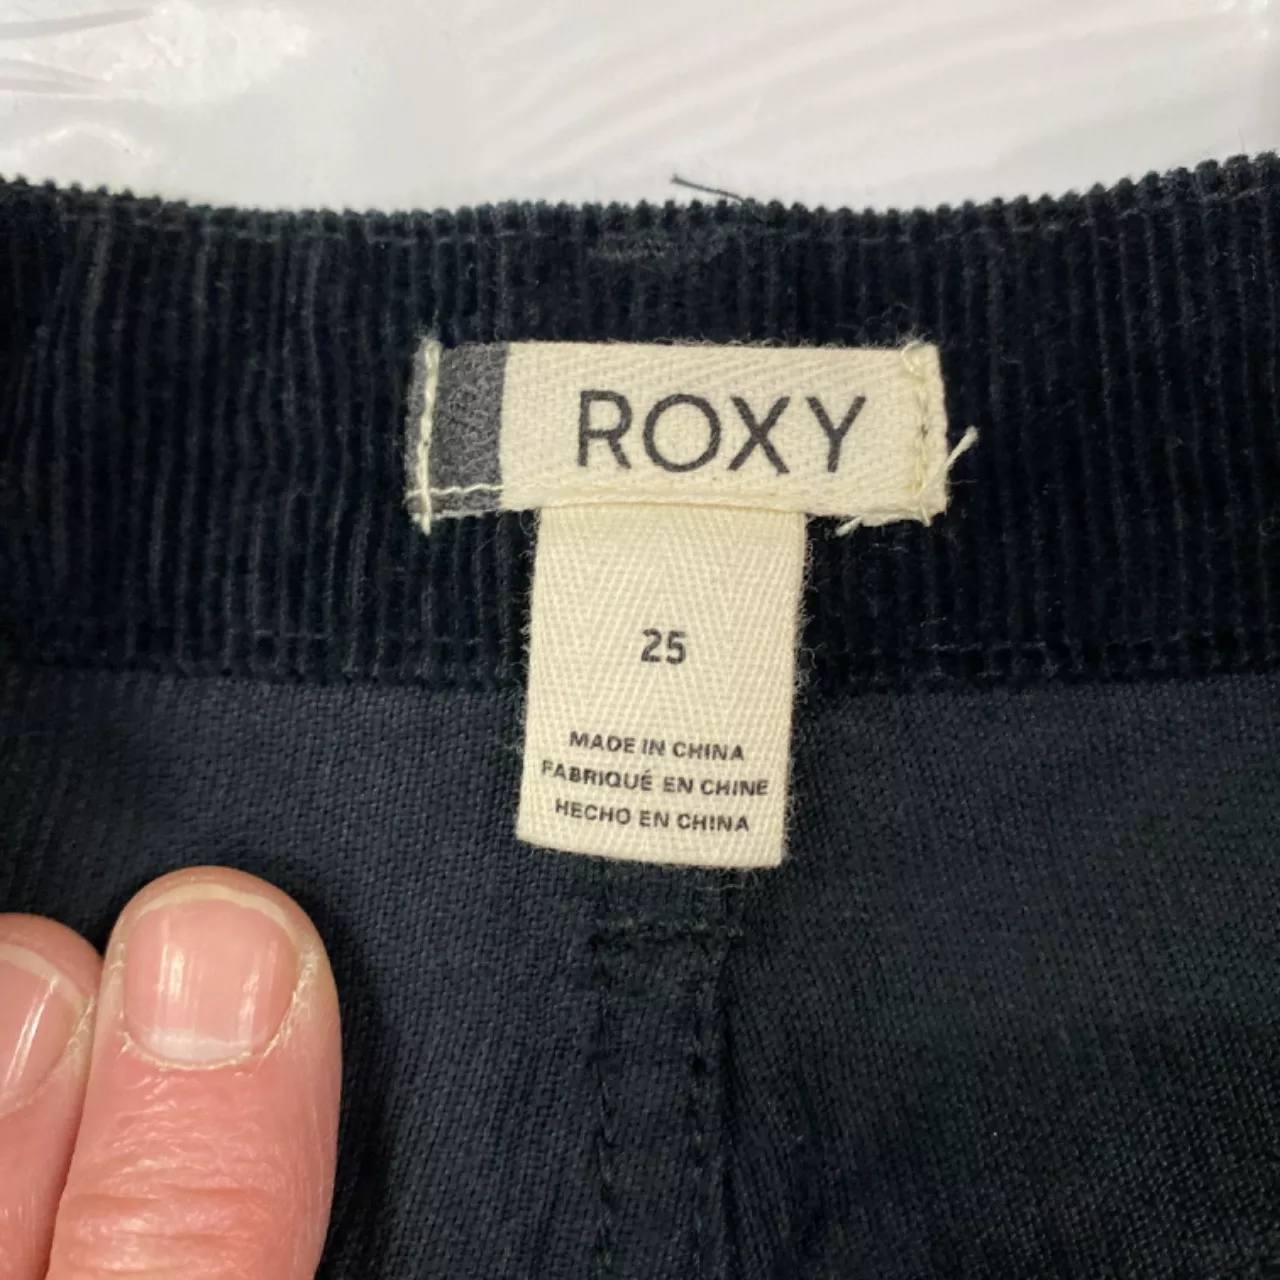 ROXY
25
MADE IN CHINA
FABRIQUÉ EN CHINE
HECHO EN CHINA